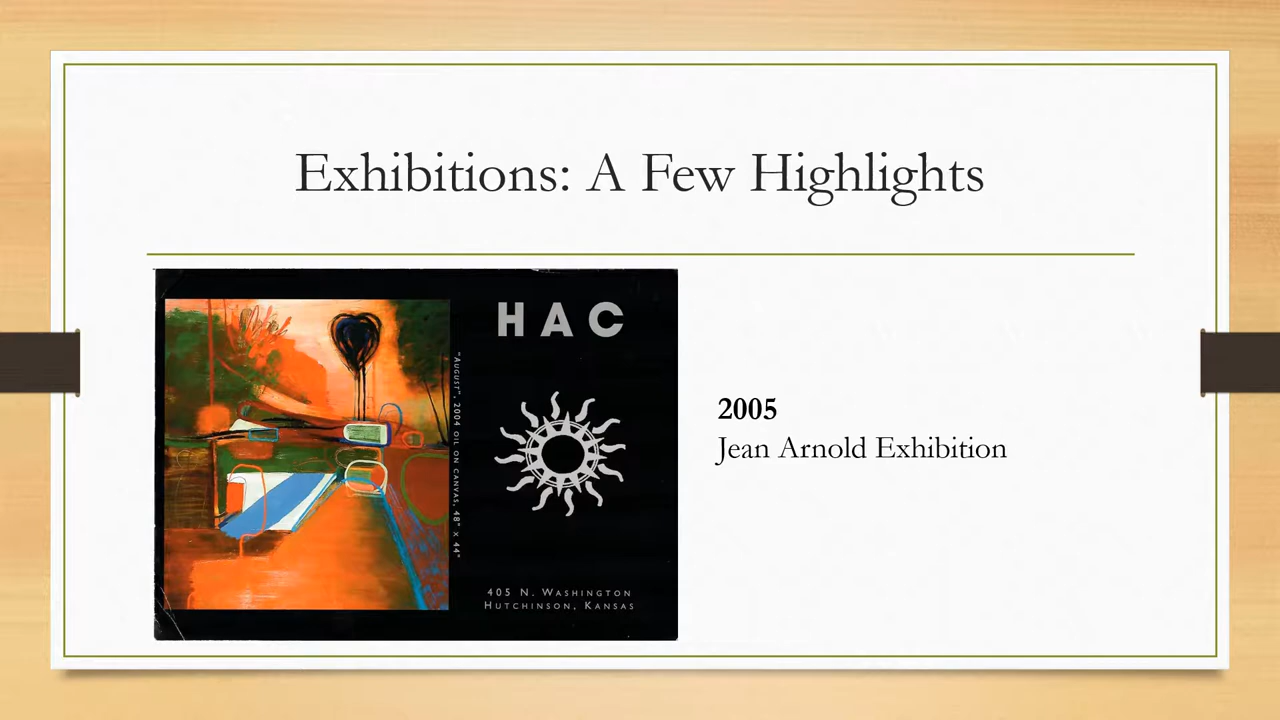 Exhibitions: A Few Highlights
"August", 2004 oil on canvas, 48" x 44"
HAC
405 N. Washington
Hutchinson, Kansas
2005
Jean Arnold Exhibition